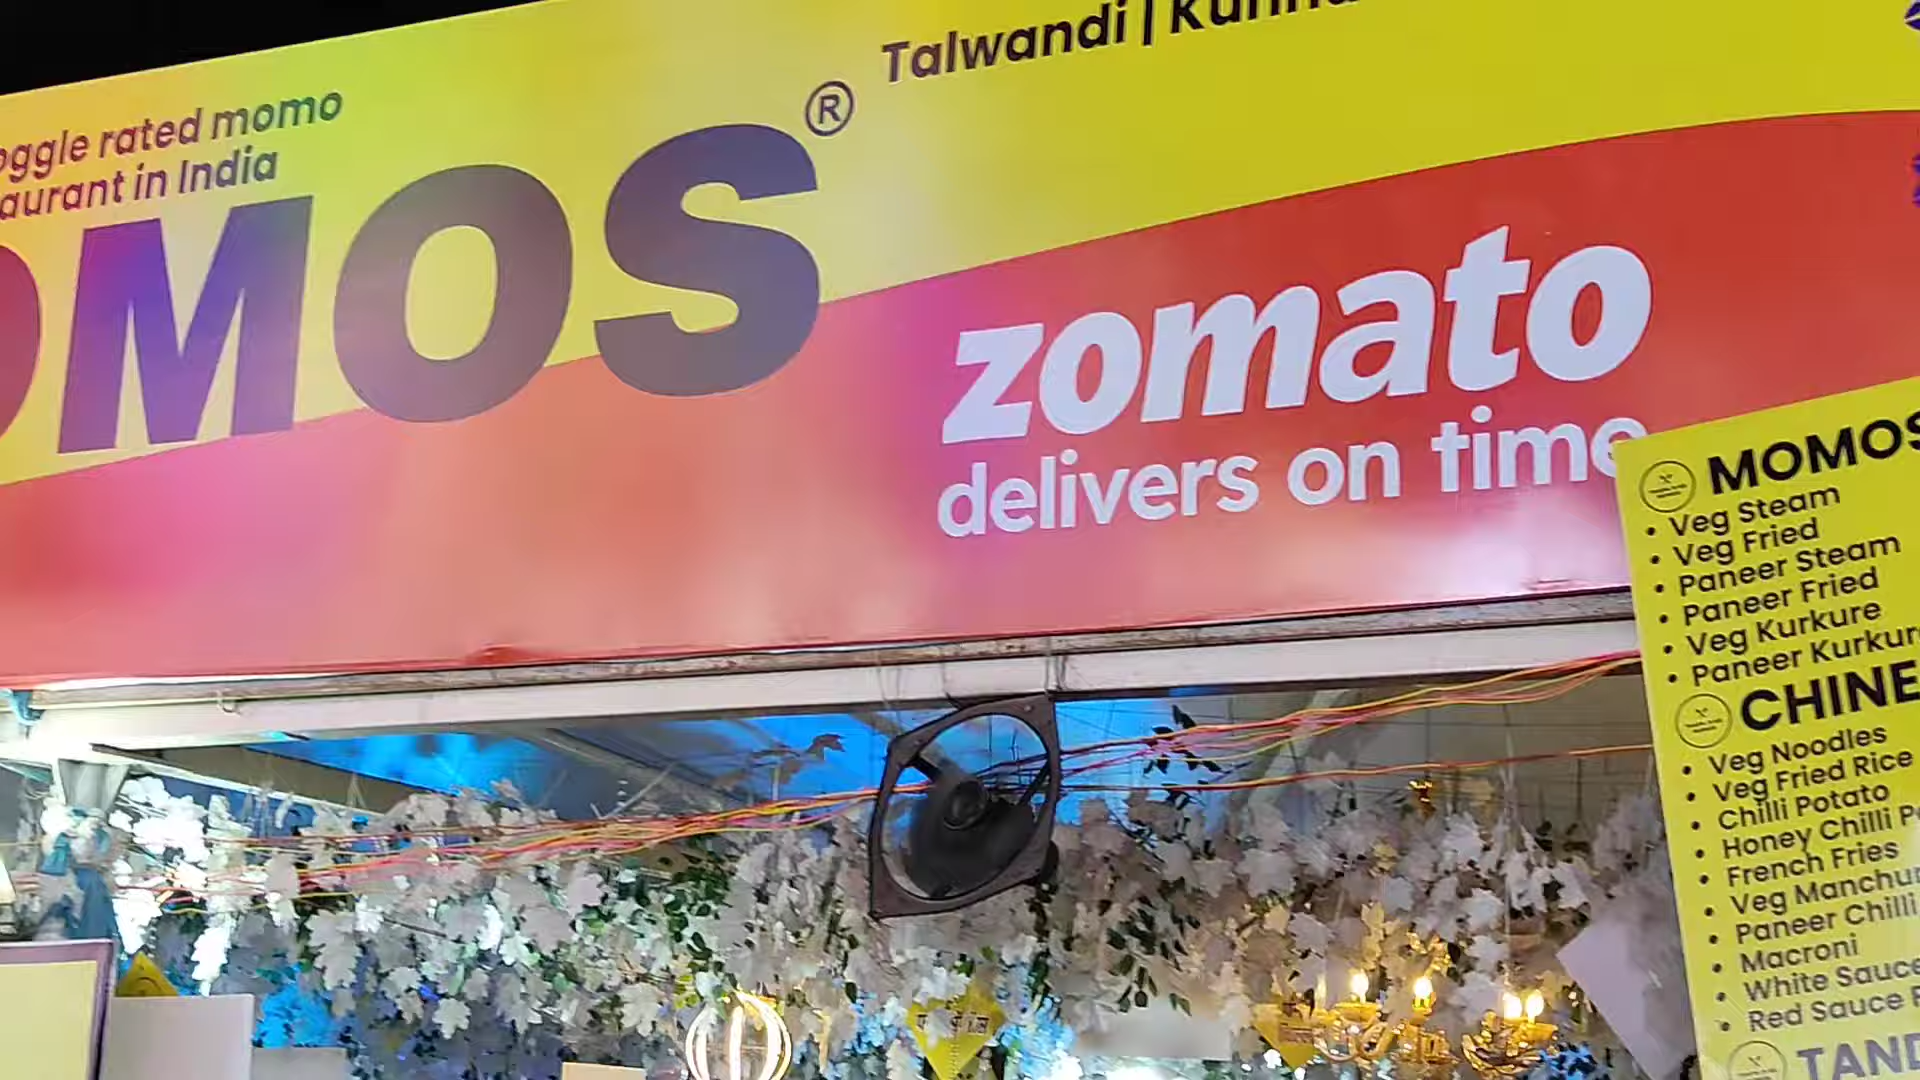 Talwandi |
oggle rated momo
aurant in India
OMOS®
zomato
delivers on time
MOMOS
• Veg Steam
• Veg Fried
• Paneer Steam
• Paneer Fried
• Veg Kurkure
• Paneer Kurkur
CHINE
• Veg Noodles
• Veg Fried Rice
• Chilli Potato
• Honey Chilli P
• French Fries
• Veg Manchur
• Paneer Chilli
• Macroni
• White Sauce
• Red Sauce
TAND